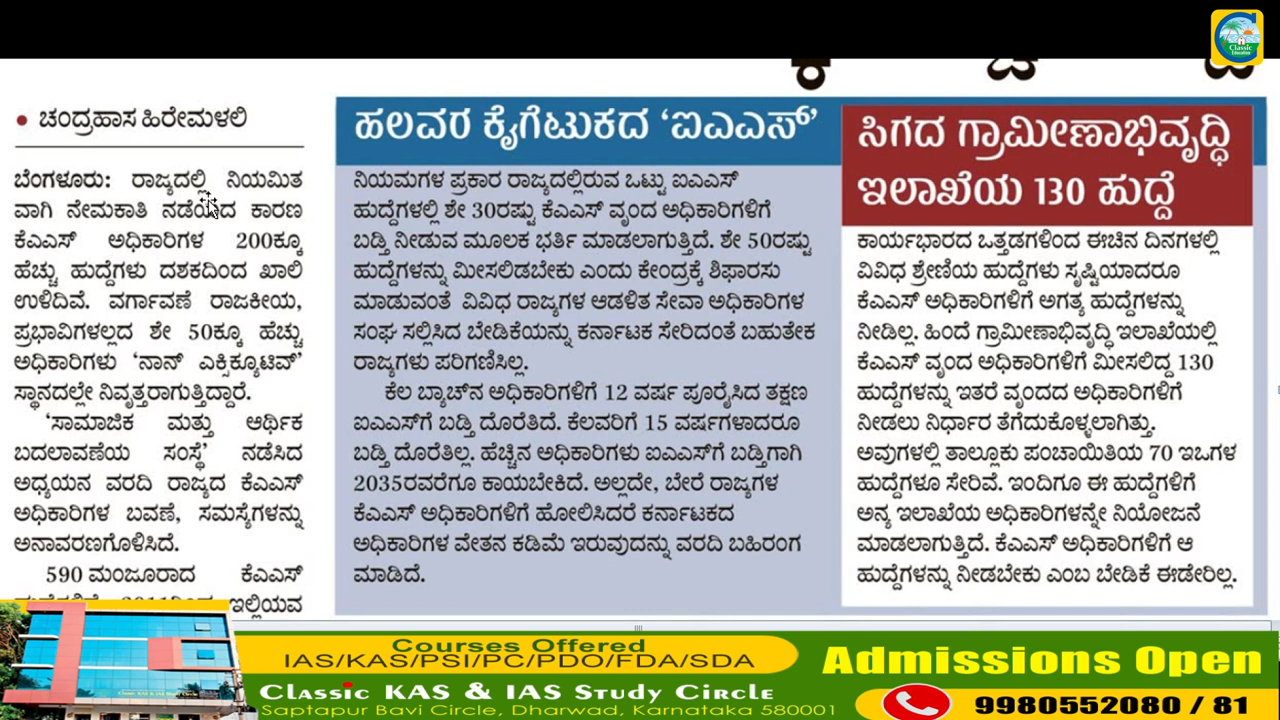 ಚಂದ್ರಹಾಸ ಹಿರೇಮಳಲಿ
ಬೆಂಗಳೂರು: ರಾಜ್ಯದಲ್ಲಿ ನಿಯಮಿತ
ವಾಗಿ ನೇಮಕಾತಿ ನಡೆಯದ ಕಾರಣ
ಕೆಎಎಸ್ ಅಧಿಕಾರಿಗಳ 200ಕ್ಕೂ
ಹೆಚ್ಚು ಹುದ್ದೆಗಳು ದಶಕದಿಂದ ಖಾಲಿ
ಉಳಿದಿವೆ. ವರ್ಗಾವಣೆ ರಾಜಕೀಯ,
ಪ್ರಭಾವಿಗಳಲ್ಲದ ಶೇ 50ಕ್ಕೂ ಹೆಚ್ಚು
ಅಧಿಕಾರಿಗಳು ‘ನಾನ್ ಎಕ್ಸಿಕ್ಯೂಟಿವ್’
ಸ್ಥಾನದಲ್ಲೇ ನಿವೃತ್ತರಾಗುತ್ತಿದ್ದಾರೆ.
‘ಸಾಮಾಜಿಕ ಮತ್ತು ಆರ್ಥಿಕ
ಬದಲಾವಣೆಯ ಸಂಸ್ಥೆ’ ನಡೆಸಿದ
ಅಧ್ಯಯನ ವರದಿ ರಾಜ್ಯದ ಕೆಎಎಸ್
ಅಧಿಕಾರಿಗಳ ಬವಣೆ, ಸಮಸ್ಯೆಗಳನ್ನು
ಅನಾವರಣಗೊಳಿಸಿದೆ.
590 ಮಂಜೂರಾದ ಕೆಎಎಸ್
ಇಲ್ಲಿಯವ
ಹಲವರ ಕೈಗೆಟುಕದ ‘ಐಎಎಸ್’
ನಿಯಮಗಳ ಪ್ರಕಾರ ರಾಜ್ಯದಲ್ಲಿರುವ ಒಟ್ಟು ಐಎಎಸ್
ಹುದ್ದೆಗಳಲ್ಲಿ ಶೇ 30ರಷ್ಟು ಕೆಎಎಸ್ ವೃಂದ ಅಧಿಕಾರಿಗಳಿಗೆ
ಬಡ್ತಿ ನೀಡುವ ಮೂಲಕ ಭರ್ತಿ ಮಾಡಲಾಗುತ್ತಿದೆ. ಶೇ 50ರಷ್ಟು
ಹುದ್ದೆಗಳನ್ನು ಮೀಸಲಿಡಬೇಕು ಎಂದು ಕೇಂದ್ರಕ್ಕೆ ಶಿಫಾರಸು
ಮಾಡುವಂತೆ ವಿವಿಧ ರಾಜ್ಯಗಳ ಆಡಳಿತ ಸೇವಾ ಅಧಿಕಾರಿಗಳ
ಸಂಘ ಸಲ್ಲಿಸಿದ ಬೇಡಿಕೆಯನ್ನು ಕರ್ನಾಟಕ ಸೇರಿದಂತೆ ಬಹುತೇಕ
ರಾಜ್ಯಗಳು ಪರಿಗಣಿಸಿಲ್ಲ.
ಕೆಲ ಬ್ಯಾಚ್‌ನ ಅಧಿಕಾರಿಗಳಿಗೆ 12 ವರ್ಷ ಪೂರೈಸಿದ ತಕ್ಷಣ
ಐಎಎಸ್‌ಗೆ ಬಡ್ತಿ ದೊರೆತಿದೆ. ಕೆಲವರಿಗೆ 15 ವರ್ಷಗಳಾದರೂ
ಬಡ್ತಿ ದೊರೆತಿಲ್ಲ. ಹೆಚ್ಚಿನ ಅಧಿಕಾರಿಗಳು ಐಎಎಸ್‌ಗೆ ಬಡ್ತಿಗಾಗಿ
2035ರವರೆಗೂ ಕಾಯಬೇಕಿದೆ. ಅಲ್ಲದೇ, ಬೇರೆ ರಾಜ್ಯಗಳ
ಕೆಎಎಸ್ ಅಧಿಕಾರಿಗಳಿಗೆ ಹೋಲಿಸಿದರೆ ಕರ್ನಾಟಕದ
ಅಧಿಕಾರಿಗಳ ವೇತನ ಕಡಿಮೆ ಇರುವುದನ್ನು ವರದಿ ಬಹಿರಂಗ
ಮಾಡಿದೆ.
ಸಿಗದ ಗ್ರಾಮೀಣಾಭಿವೃದ್ಧಿ
ಇಲಾಖೆಯ 130 ಹುದ್ದೆ
ಕಾರ್ಯಭಾರದ ಒತ್ತಡಗಳಿಂದ ಈಚಿನ ದಿನಗಳಲ್ಲಿ
ವಿವಿಧ ಶ್ರೇಣಿಯ ಹುದ್ದೆಗಳು ಸೃಷ್ಟಿಯಾದರೂ
ಕೆಎಎಸ್ ಅಧಿಕಾರಿಗಳಿಗೆ ಅಗತ್ಯ ಹುದ್ದೆಗಳನ್ನು
ನೀಡಿಲ್ಲ. ಹಿಂದೆ ಗ್ರಾಮೀಣಾಭಿವೃದ್ಧಿ ಇಲಾಖೆಯಲ್ಲಿ
ಕೆಎಎಸ್ ವೃಂದ ಅಧಿಕಾರಿಗಳಿಗೆ ಮೀಸಲಿದ್ದ 130
ಹುದ್ದೆಗಳನ್ನು ಇತರೆ ವೃಂದದ ಅಧಿಕಾರಿಗಳಿಗೆ
ನೀಡಲು ನಿರ್ಧಾರ ತೆಗೆದುಕೊಳ್ಳಲಾಗಿತ್ತು.
ಅವುಗಳಲ್ಲಿ ತಾಲ್ಲೂಕು ಪಂಚಾಯಿತಿಯ 70 ಇಒಗಳ
ಹುದ್ದೆಗಳೂ ಸೇರಿವೆ. ಇಂದಿಗೂ ಈ ಹುದ್ದೆಗಳಿಗೆ
ಅನ್ಯ ಇಲಾಖೆಯ ಅಧಿಕಾರಿಗಳನ್ನೇ ನಿಯೋಜನೆ
ಮಾಡಲಾಗುತ್ತಿದೆ. ಕೆಎಎಸ್ ಅಧಿಕಾರಿಗಳಿಗೆ ಆ
ಹುದ್ದೆಗಳನ್ನು ನೀಡಬೇಕು ಎಂಬ ಬೇಡಿಕೆ ಈಡೇರಿಲ್ಲ.
Classic
Education
Courses Offered
IAS/KAS/PSI/PC/PDO/FDA/SDA
Classic KAS & IAS Study Circle
Saptapur Bavi Circle, Dharwad, Karnataka 580001
Admissions Open
9980552080 / 81